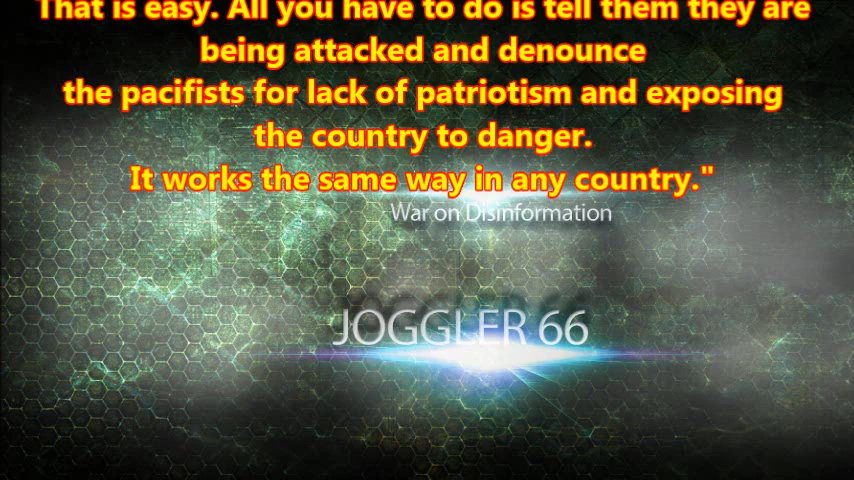 That is easy. All you have to do is tell them they are
being attacked and denounce
the pacifists for lack of patriotism and exposing
the country to danger.
It works the same way in any country."
War on Disinformation
JOGGLER 66